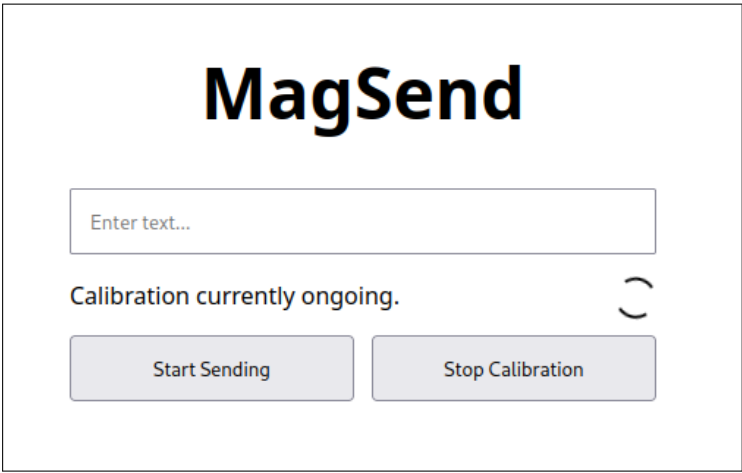 MagSend
Enter text...
Calibration currently ongoing.
Start Sending
Stop Calibration